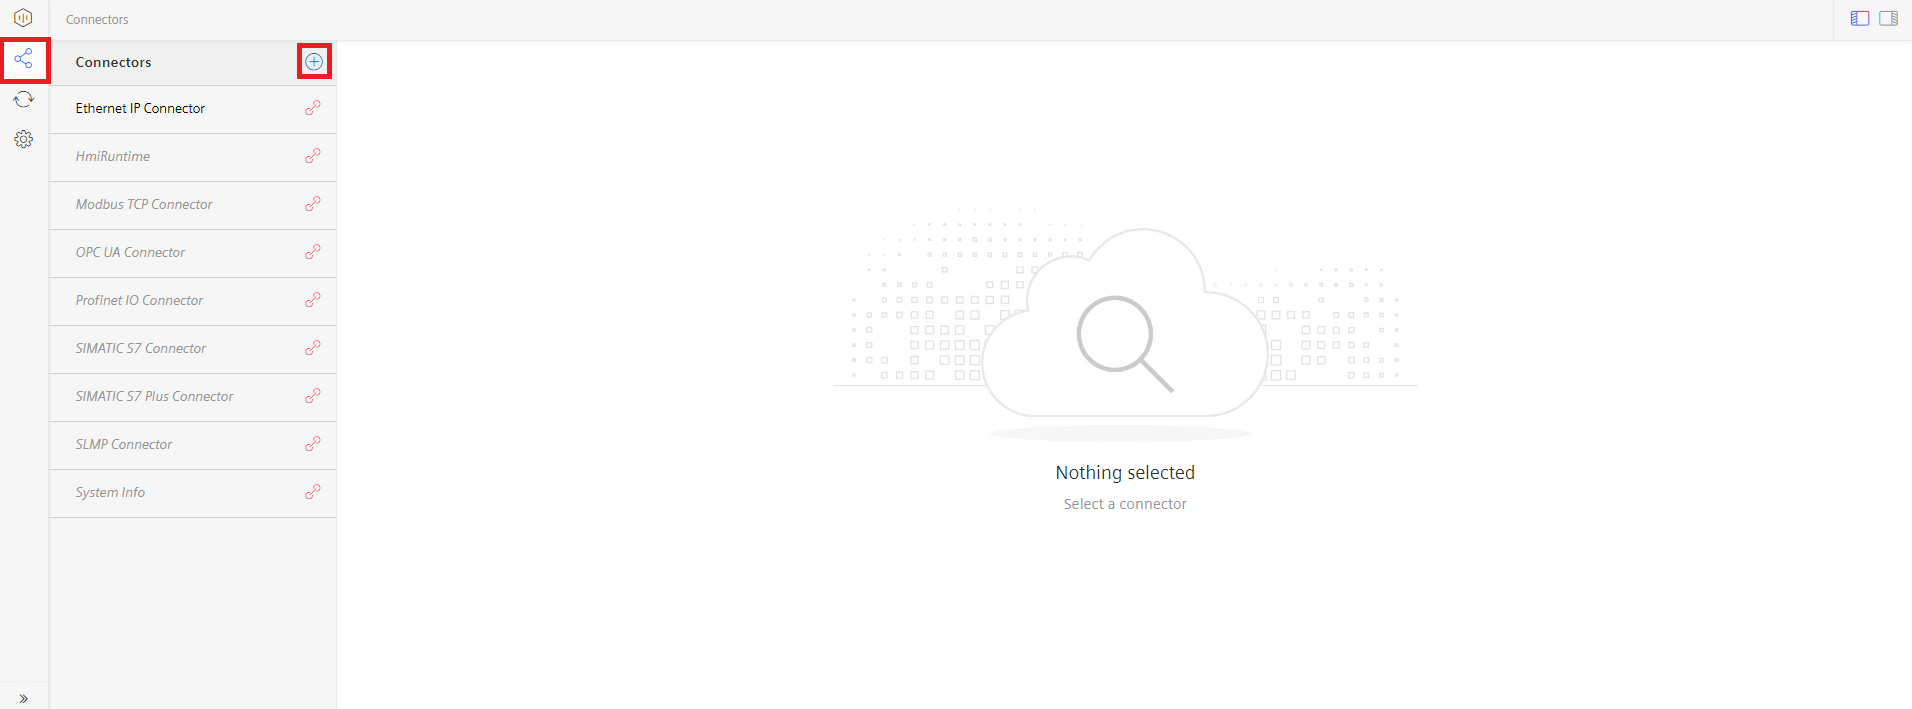 Connectors
Connectors
Ethernet IP Connector
HmiRuntime
Modbus TCP Connector
OPC UA Connector
Profinet IO Connector
SIMATIC S7 Connector
SIMATIC S7 Plus Connector
SLMP Connector
System Info
Nothing selected
Select a connector